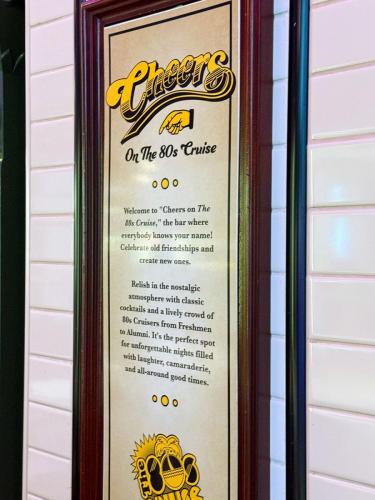 Cheers
On The 80s Cruise
Welcome to "Cheers on The
80s Cruise," the bar where
everybody knows your name!
Celebrate old friendships and
create new ones.
Relish in the nostalgic
atmosphere with classic
cocktails and a lively crowd of
80s Cruisers from Freshmen
to Alumni. It's the perfect spot
for unforgettable nights filled
with laughter, camaraderie,
and all-around good times.
THE
80s
CRUISE